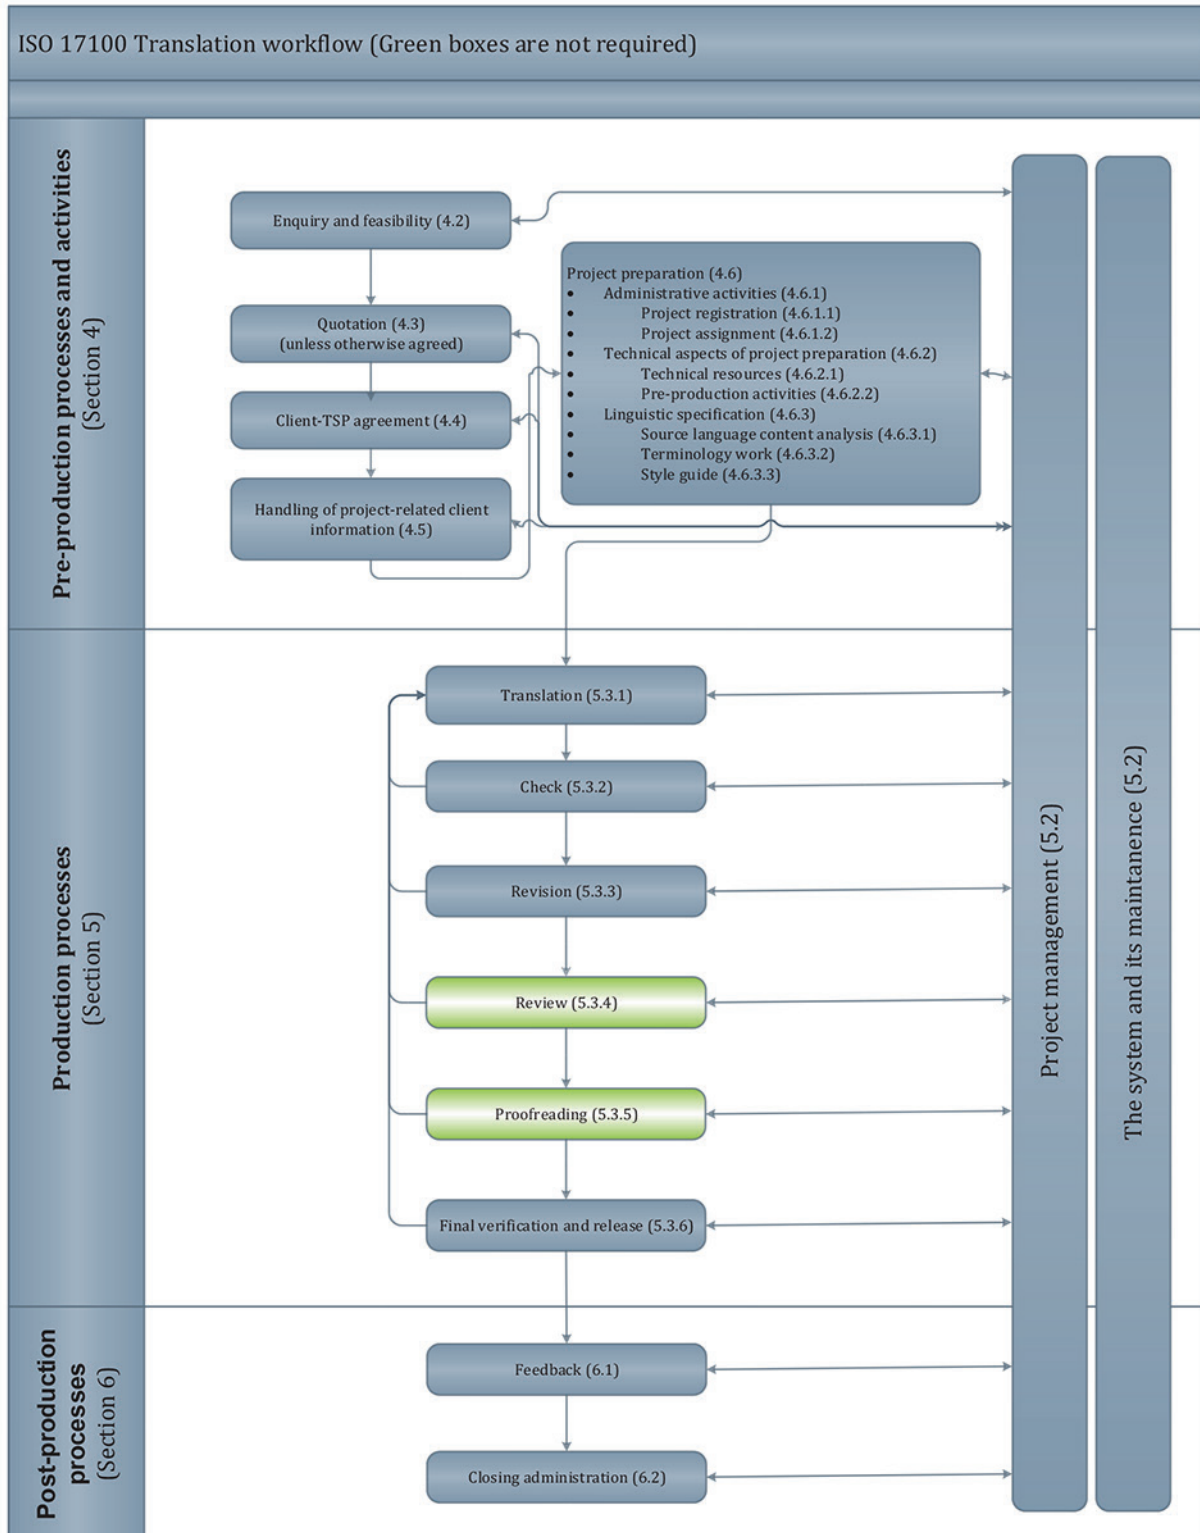 ISO 17100 Translation workflow (Green boxes are not required)
Pre-production processes and activities
(Section 4)
Enquiry and feasibility (4.2)
Quotation (4.3)
(unless otherwise agreed)
Client-TSP agreement (4.4)
Handling of project-related client
information (4.5)
Project preparation (4.6)
• Administrative activities (4.6.1)
• Project registration (4.6.1.1)
• Project assignment (4.6.1.2)
• Technical aspects of project preparation (4.6.2)
• Technical resources (4.6.2.1)
• Pre-production activities (4.6.2.2)
• Linguistic specification (4.6.3)
• Source language content analysis (4.6.3.1)
• Terminology work (4.6.3.2)
• Style guide (4.6.3.3)
Production processes
(Section 5)
Translation (5.3.1)
Check (5.3.2)
Revision (5.3.3)
Review (5.3.4)
Proofreading (5.3.5)
Final verification and release (5.3.6)
Post-production
processes
(Section 6)
Feedback (6.1)
Closing administration (6.2)
Project management (5.2)
The system and its maintanence (5.2)